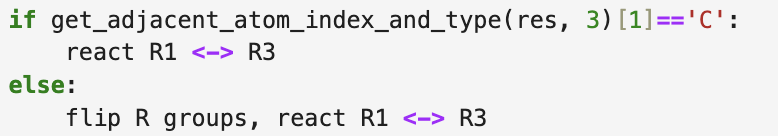 if get_adjacent_atom_index_and_type(res, 3)[1]=='C':
    react R1 <-> R3
else:
    flip R groups, react R1 <-> R3